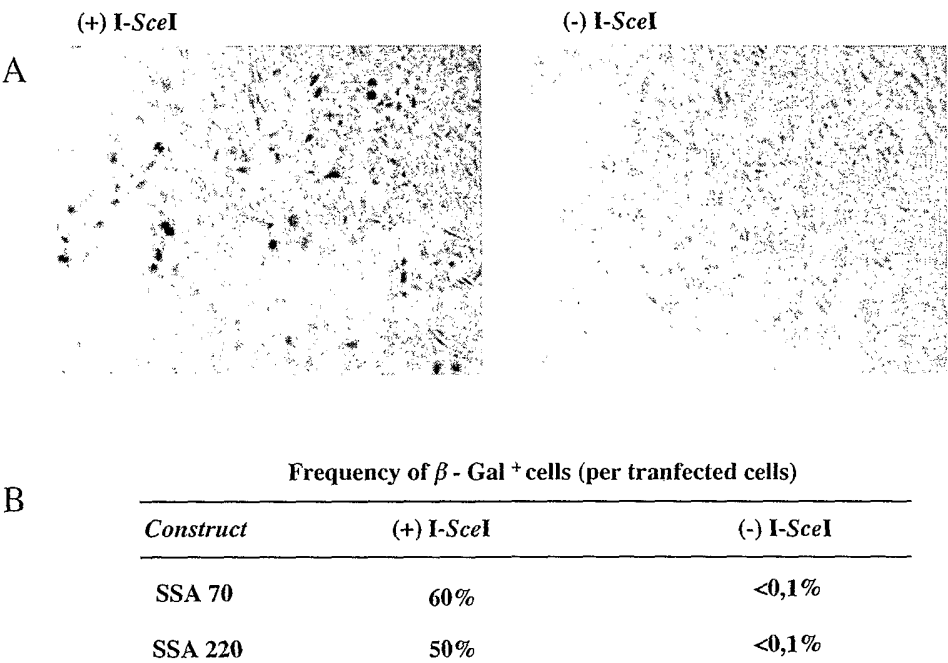 (+) I-SceI (-) I-SceI
A
Frequency of β - Gal + cells (per tranfected cells)
B
Construct (+) I-SceI (-) I-SceI
SSA 70 60% <0,1%
SSA 220 50% <0,1%